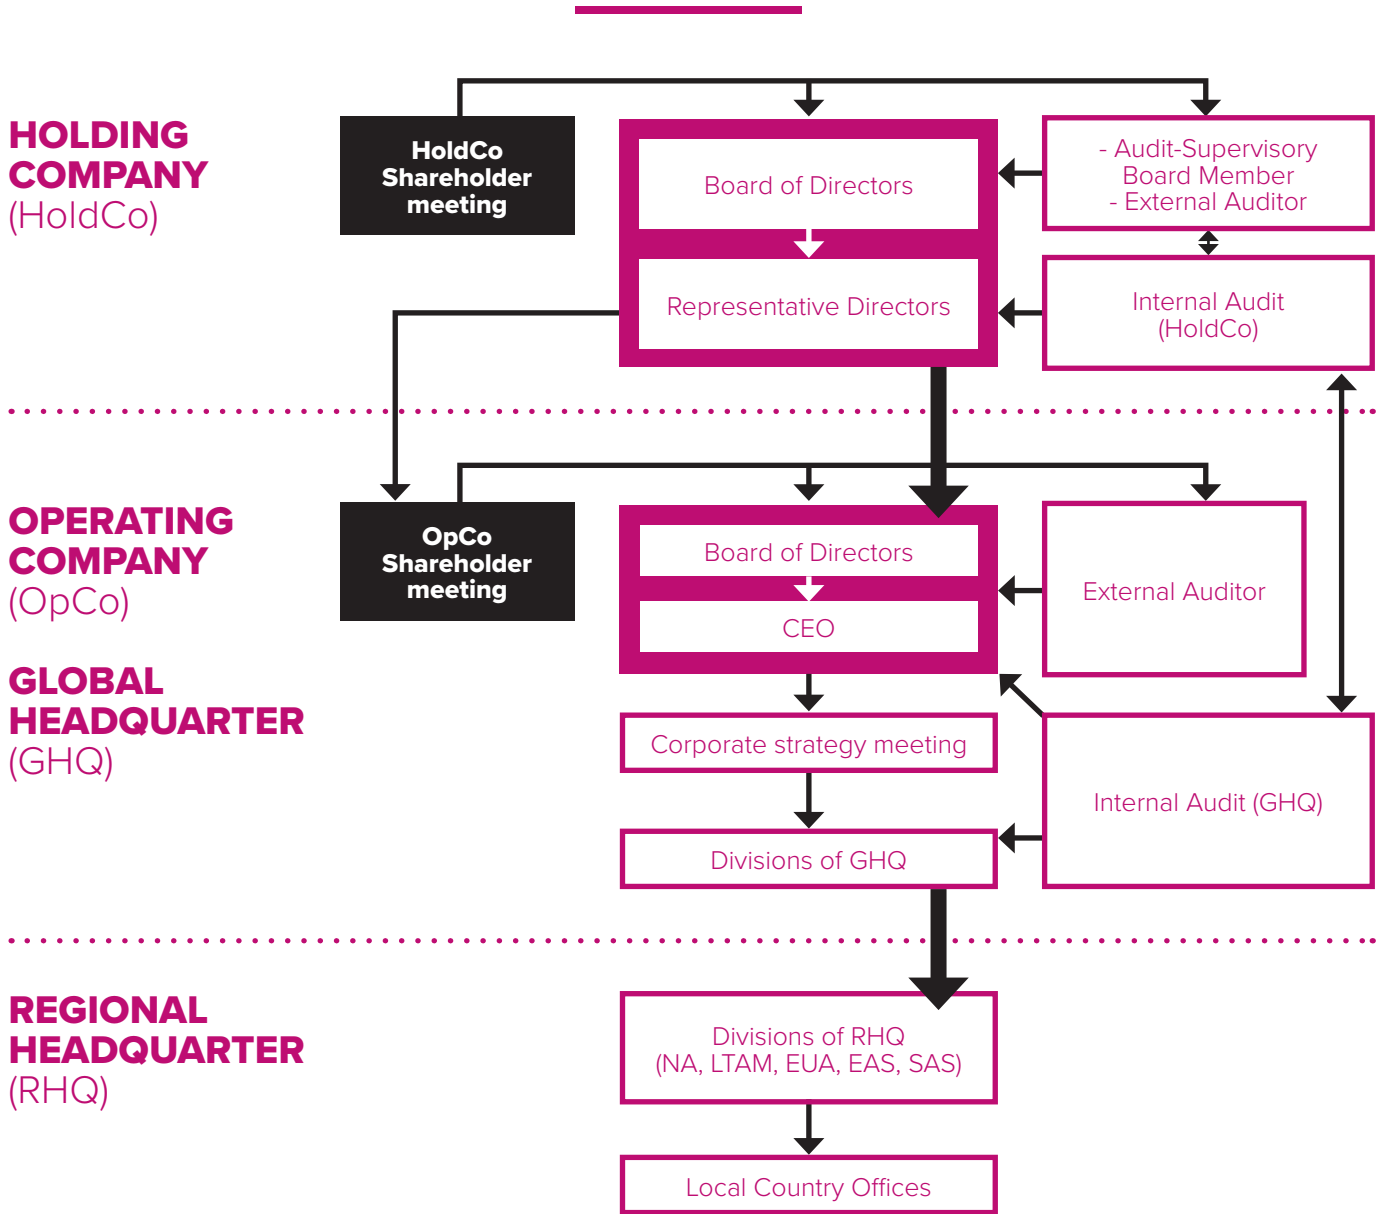 HOLDING
COMPANY
(HoldCo)
HoldCo
Shareholder
meeting
Board of Directors
Representative Directors
- Audit-Supervisory
Board Member
- External Auditor
Internal Audit
(HoldCo)
OPERATING
COMPANY
(OpCo)
OpCo
Shareholder
meeting
Board of Directors
CEO
External Auditor
GLOBAL
HEADQUARTER
(GHQ)
Corporate strategy meeting
Divisions of GHQ
Internal Audit (GHQ)
REGIONAL
HEADQUARTER
(RHQ)
Divisions of RHQ
(NA, LTAM, EUA, EAS, SAS)
Local Country Offices